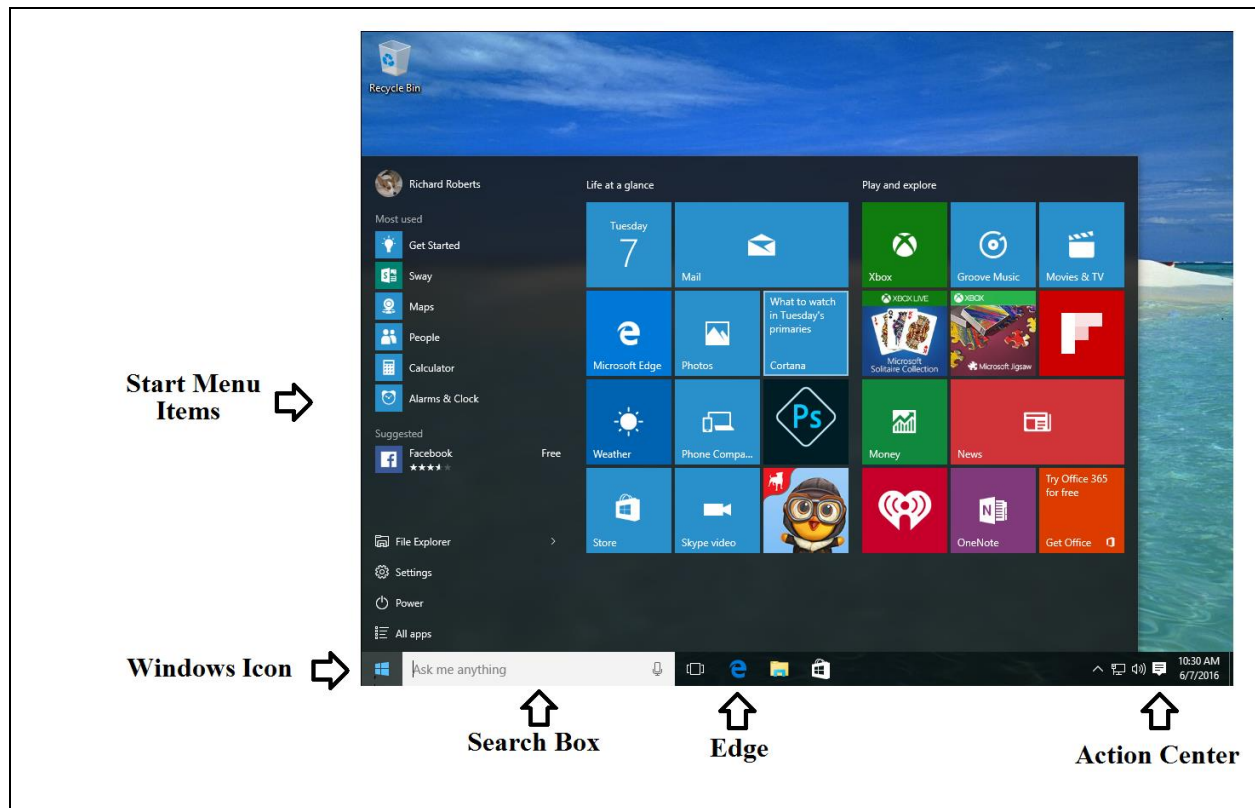 Recycle Bin
Richard Roberts
Most used
Get Started
Sway
Maps
People
Calculator
Alarms & Clock
Suggested
Facebook Free
File Explorer
Settings
Power
All apps
Life at a glance
Tuesday
7
Mail
Microsoft Edge
Photos
What to watch
in Tuesday's
primaries
Cortana
Weather
Phone Compa...
Ps
Store
Skype video
Play and explore
Xbox
Groove Music
Movies & TV
XBOX LIVE
Microsoft
Solitaire Collection
XBOX
Microsoft Jigsaw
Money
News
OneNote
Try Office 365
for free
Get Office
Start Menu
Items
Windows Icon
Ask me anything
10:30 AM
6/7/2016
Search Box
Edge
Action Center